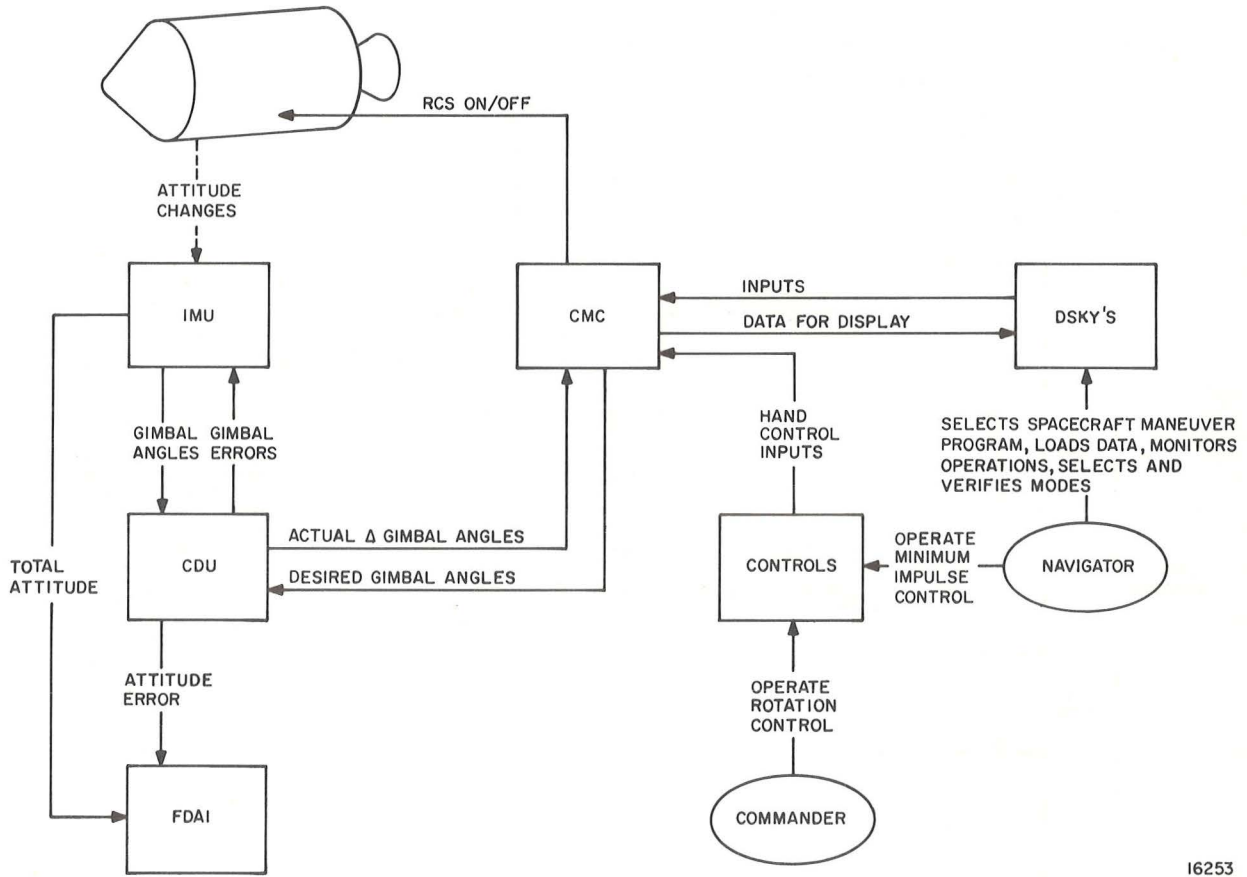 RCS ON/OFF
ATTITUDE
CHANGES
IMU
CMC
INPUTS
DATA FOR DISPLAY
DSKY'S
GIMBAL
ANGLES
GIMBAL
ERRORS
HAND
CONTROL
INPUTS
SELECTS SPACECRAFT MANEUVER
PROGRAM, LOADS DATA, MONITORS
OPERATIONS, SELECTS AND
VERIFIES MODES
TOTAL
ATTITUDE
CDU
ACTUAL Δ GIMBAL ANGLES
DESIRED GIMBAL ANGLES
CONTROLS
OPERATE
MINIMUM
IMPULSE
CONTROL
NAVIGATOR
ATTITUDE
ERROR
OPERATE
ROTATION
CONTROL
FDAI
COMMANDER
16253